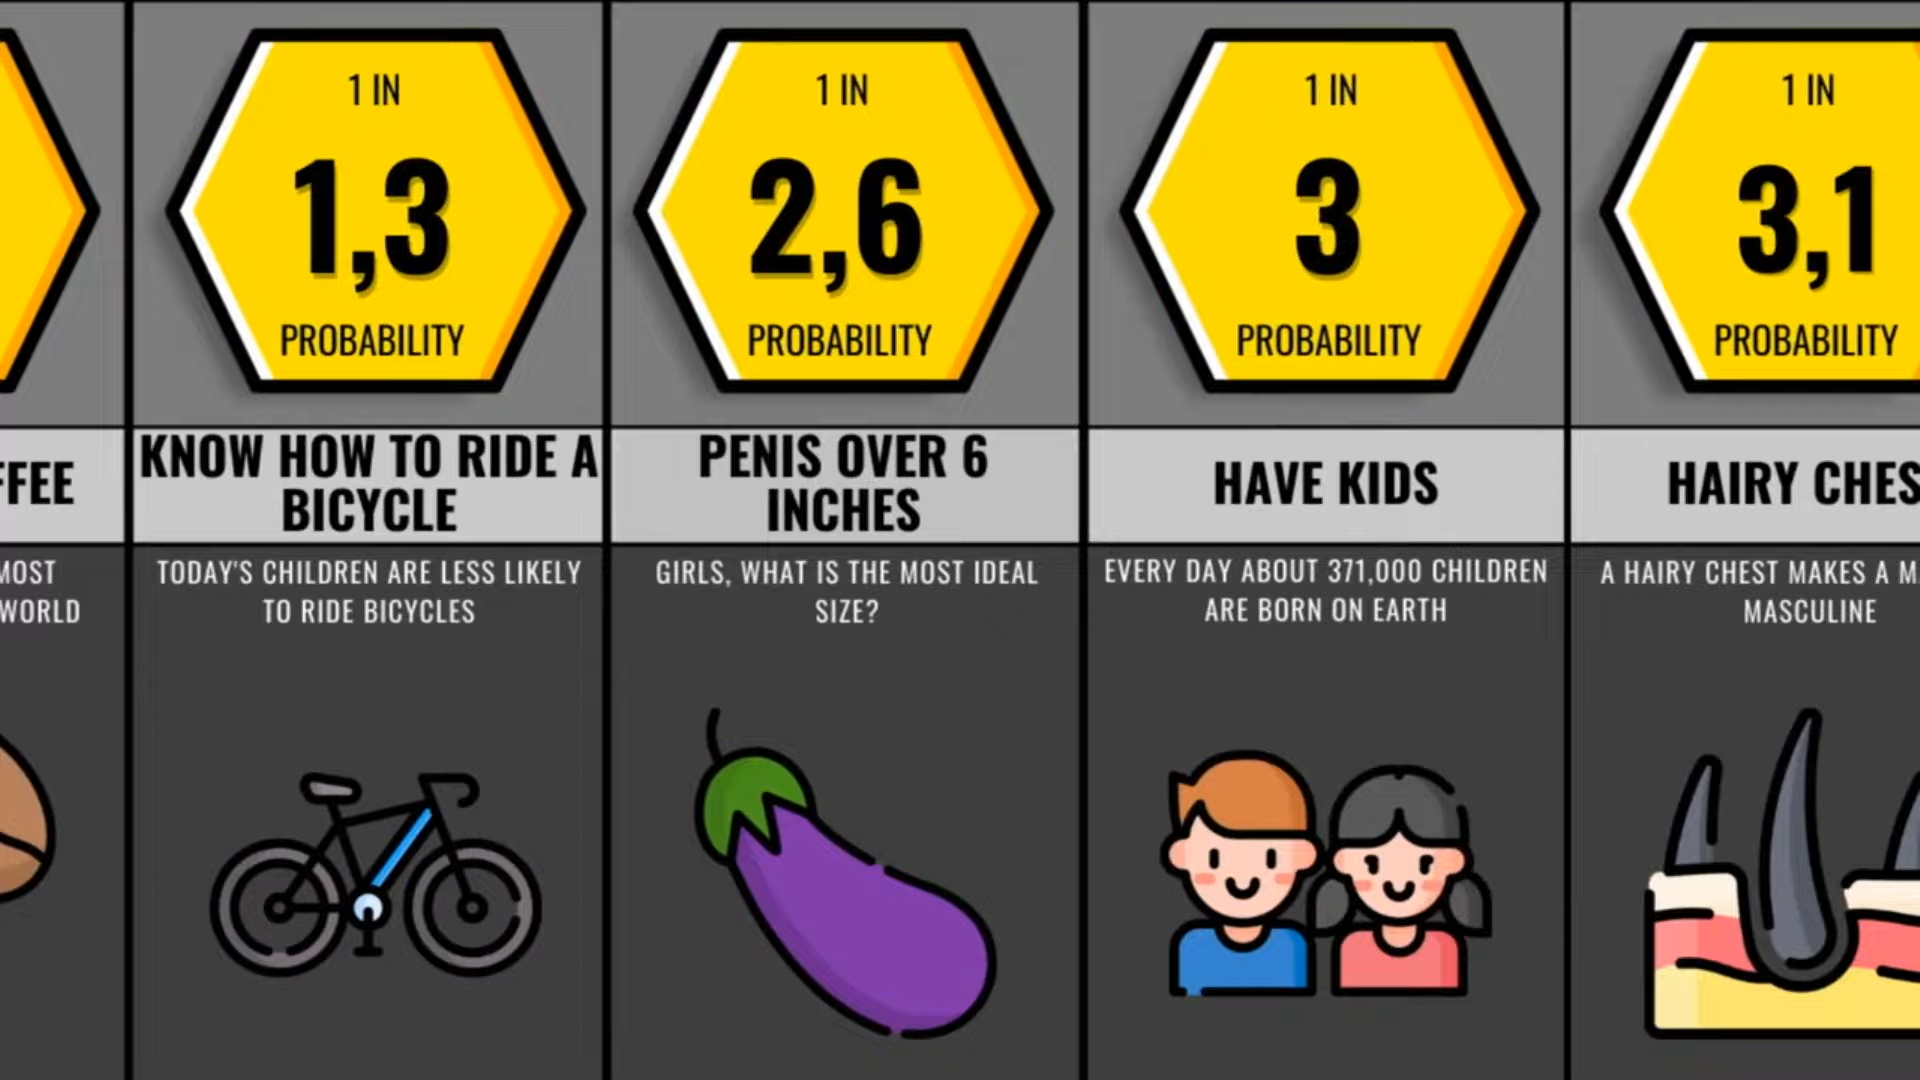 FFEE
MOST
WORLD
1 IN
1,3
PROBABILITY
KNOW HOW TO RIDE A
BICYCLE
TODAY'S CHILDREN ARE LESS LIKELY
TO RIDE BICYCLES
1 IN
2,6
PROBABILITY
PENIS OVER 6
INCHES
GIRLS, WHAT IS THE MOST IDEAL
SIZE?
1 IN
3
PROBABILITY
HAVE KIDS
EVERY DAY ABOUT 371,000 CHILDREN
ARE BORN ON EARTH
1 IN
3,1
PROBABILITY
HAIRY CHES
A HAIRY CHEST MAKES A M
MASCULINE